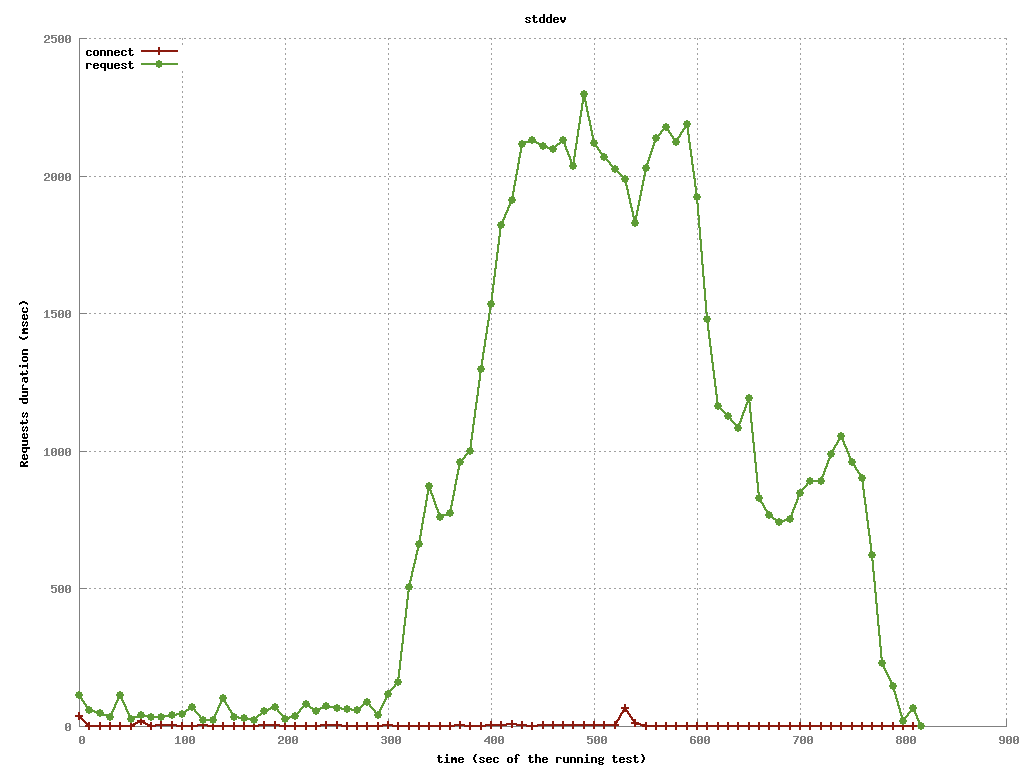 stddev
2500
connect
request
2000
1500
Requests duration (msec)
1000
500
0
0 100 200 300 400 500 600 700 800 900
time (sec of the running test)